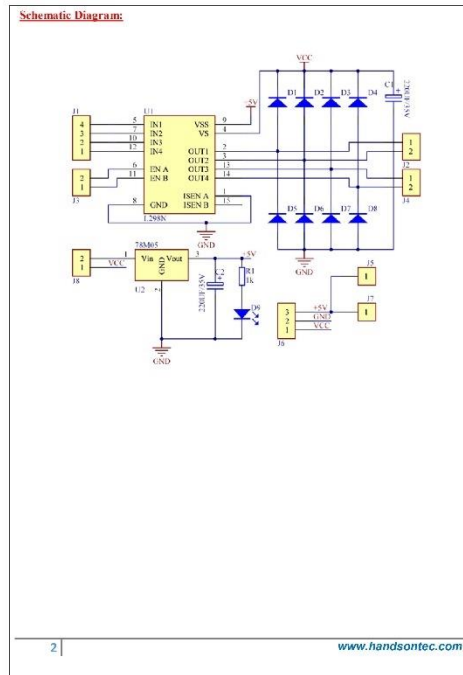 Schematic Diagram:
VCC
J1
U1
+5V
D1 D2 D3 D4
C1
220UF/35V
4 5 IN1 VSS 9
3 7 IN2 VS 4
2 10 IN3
1 12 IN4 OUT1 2
OUT2 3
OUT3 13
OUT4 14
1
2
J2
2 6 EN A
1 11 EN B
1
2
J3
J4
ISEN A 1
8 GND ISEN B 15
L298N
GND
D5 D6 D7 D8
GND
78M05
2 1 Vin GND Vout 3 +5V
1 VCC
J8
U2
2
220UF/35V
C2
R1
1k
D9
GND
J5
1
J7
1
3 +5V
2 GND
1 VCC
J6
2 www.handsontec.com